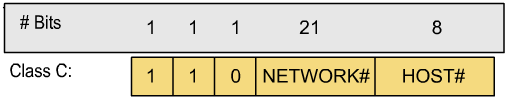 # Bits 1 1 1 21 8
Class C: 1 1 0 NETWORK# HOST#